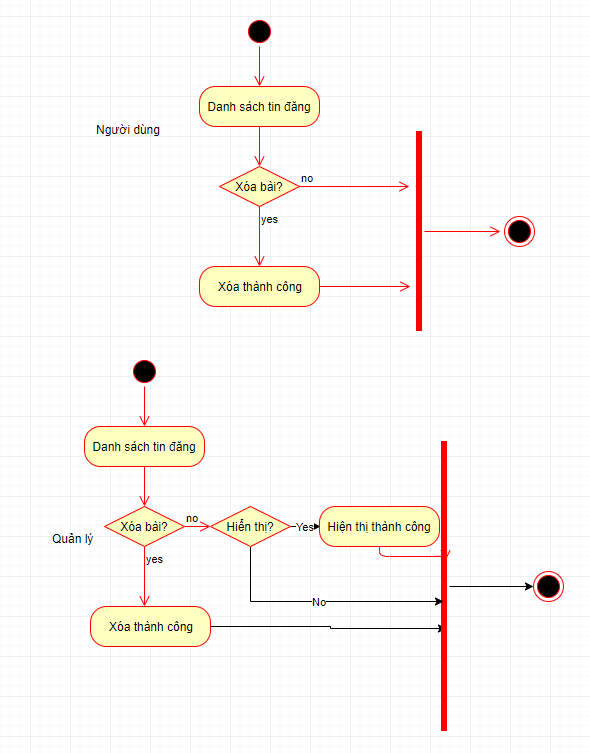 Danh sách tin đăng
Người dùng
Xóa bài?
no
yes
Xóa thành công
Danh sách tin đăng
Quản lý
Xóa bài?
no
Hiển thị?
Yes
Hiện thị thành công
yes
No
Xóa thành công